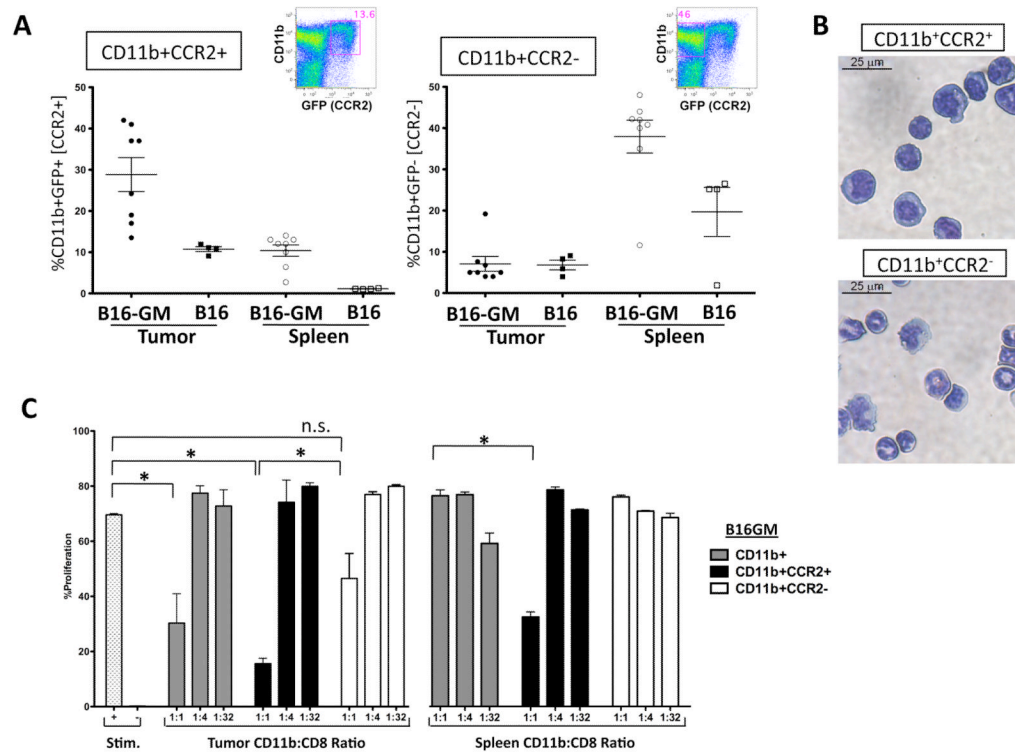 A
CD11b+CCR2+
CD11b
13.6
GFP (CCR2)
%CD11b+GFP+ [CCR2+]
50
40
30
20
10
0
B16-GM B16 B16-GM B16
Tumor Spleen
CD11b+CCR2-
CD11b
46
GFP (CCR2)
%CD11b+GFP- [CCR2-]
50
40
30
20
10
0
B16-GM B16 B16-GM B16
Tumor Spleen
B
CD11b+CCR2+
25 µm
CD11b+CCR2-
25 µm
C
%Proliferation
100
80
60
40
20
0
n.s.
* * *
*
+ - 1:1 1:4 1:32 1:1 1:4 1:32 1:1 1:4 1:32 1:1 1:4 1:32 1:1 1:4 1:32 1:1 1:4 1:32
Stim. Tumor CD11b:CD8 Ratio Spleen CD11b:CD8 Ratio
B16GM
CD11b+
CD11b+CCR2+
CD11b+CCR2-